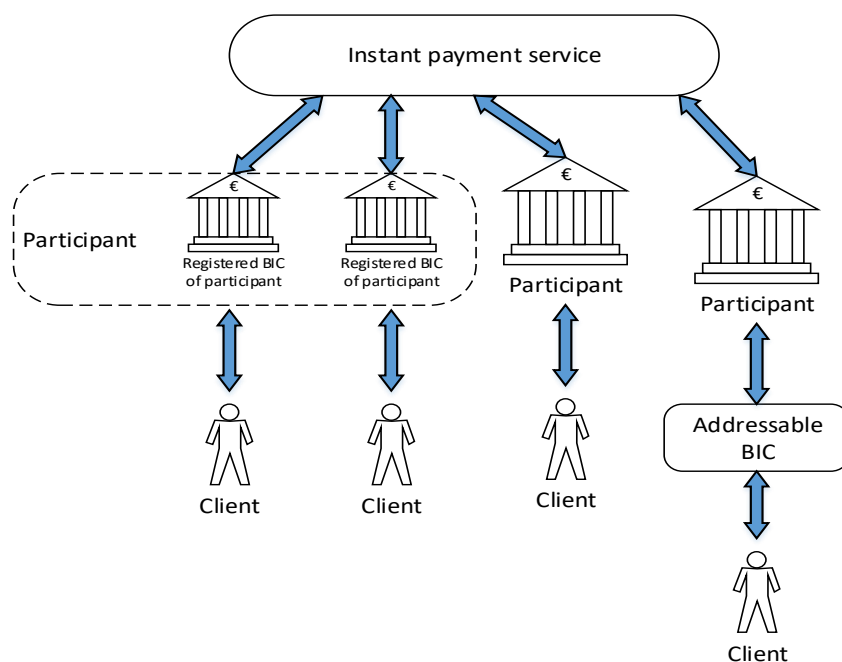 Instant payment service
€
€
€
€
Participant
Registered BIC
of participant
Registered BIC
of participant
Participant
Participant
Addressable
BIC
Client
Client
Client
Client